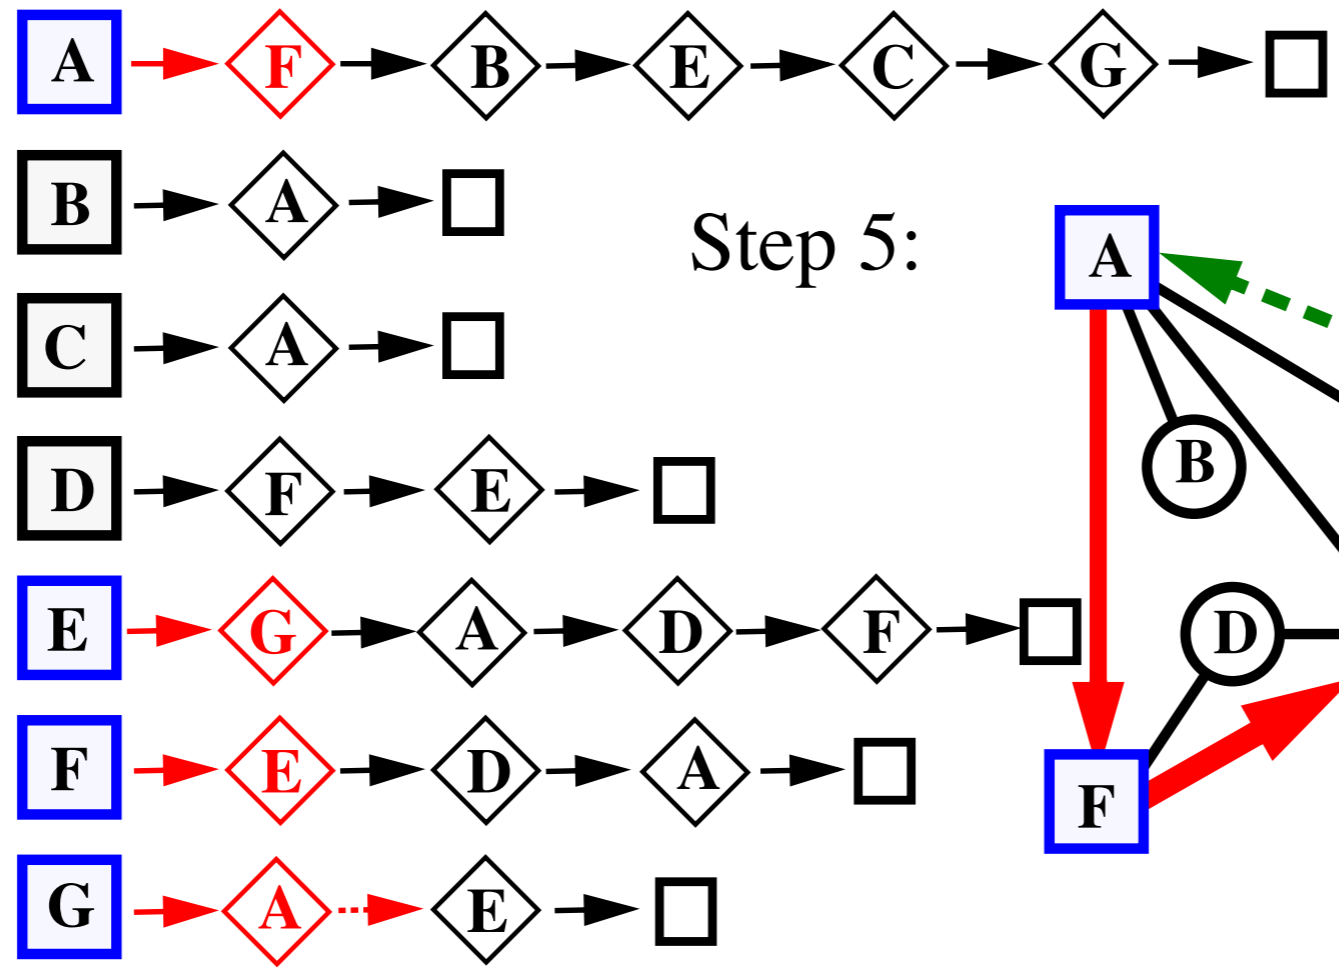 A F B E C G
B A
Step 5:
A
C A
B
D F E
E G A D F
D
F E D A
F
G A E